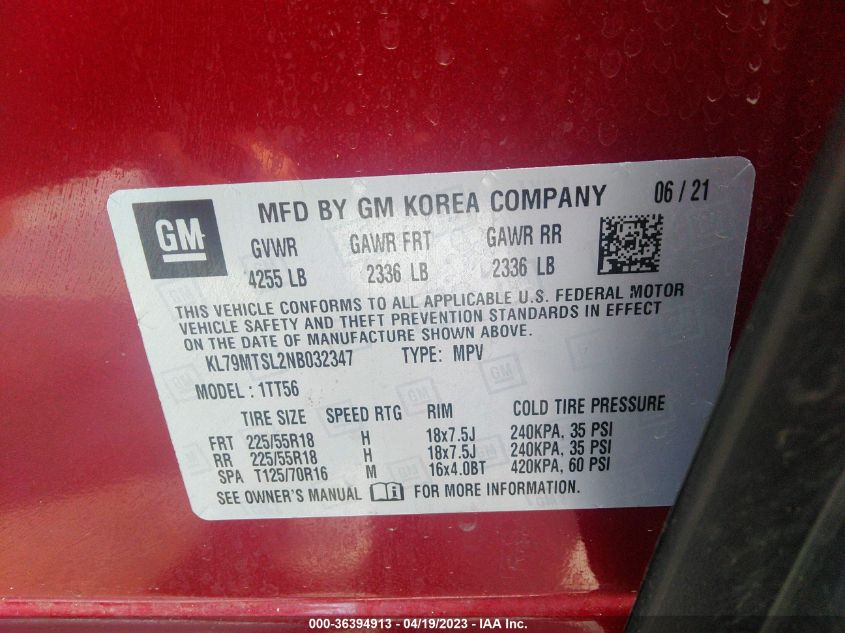 GM
MFD BY GM KOREA COMPANY 06 / 21
GVWR GAWR FRT GAWR RR
4255 LB 2336 LB 2336 LB
THIS VEHICLE CONFORMS TO ALL APPLICABLE U.S. FEDERAL MOTOR
VEHICLE SAFETY AND THEFT PREVENTION STANDARDS IN EFFECT
ON THE DATE OF MANUFACTURE SHOWN ABOVE.
KL79MTSL2NB032347 TYPE: MPV
MODEL : 1TT56
TIRE SIZE SPEED RTG RIM COLD TIRE PRESSURE
FRT 225/55R18 H 18x7.5J 240KPA, 35 PSI
RR 225/55R18 H 18x7.5J 240KPA, 35 PSI
SPA T125/70R16 M 16x4.0BT 420KPA, 60 PSI
SEE OWNER'S MANUAL FOR MORE INFORMATION.
000-36394913 - 04/19/2023 - IAA Inc.